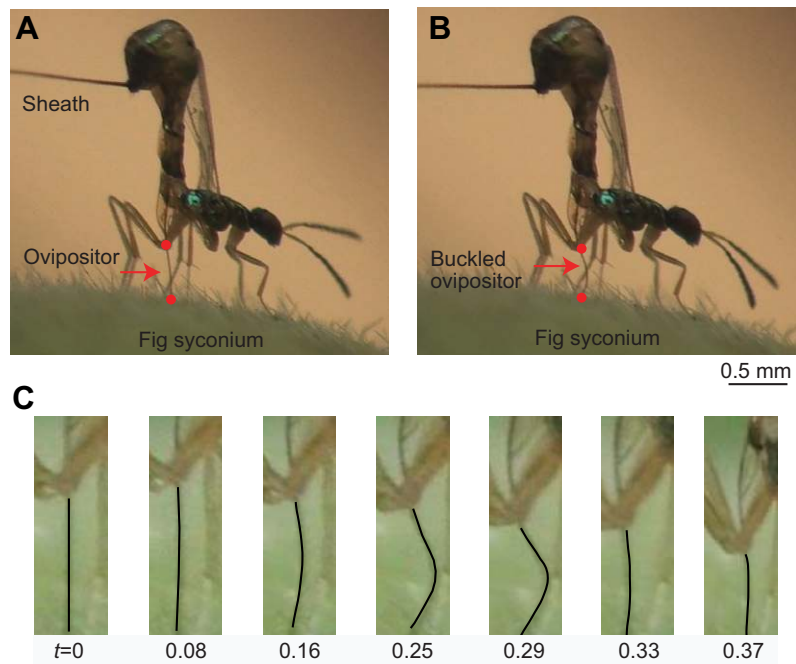 A
B
Sheath
Ovipositor
Buckled
ovipositor
Fig syconium
Fig syconium
0.5 mm
C
t=0
0.08
0.16
0.25
0.29
0.33
0.37